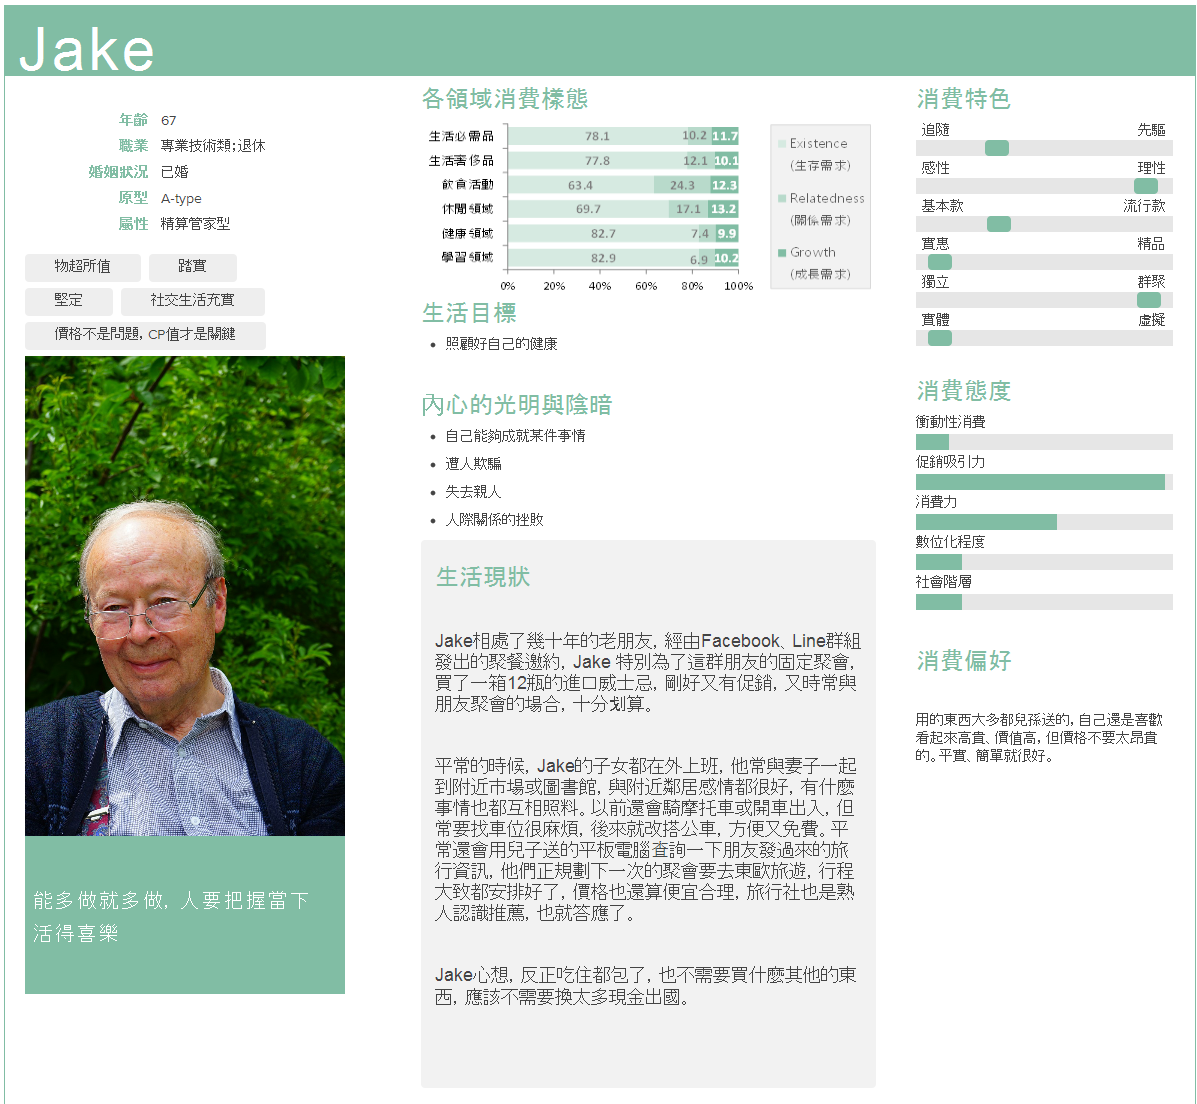 Jake
年齡 67
職業 專業技術類;退休
婚姻狀況 已婚
原型 A-type
屬性 精算管家型
物超所值 踏實
堅定 社交生活充實
價格不是問題, CP值才是關鍵
能多做就多做, 人要把握當下
活得喜樂
各領域消費樣態
生活必需品 78.1 10.2 11.7
生活奢侈品 77.8 12.1 10.1
飲食活動 63.4 24.3 12.3
休閒領域 69.7 17.1 13.2
健康領域 82.7 7.4 9.9
學習領域 82.9 6.9 10.2
0% 20% 40% 60% 80% 100%
Existence
(生存需求)
Relatedness
(關係需求)
Growth
(成長需求)
生活目標
照顧好自己的健康
內心的光明與陰暗
自己能夠成就某件事情
遭人欺騙
失去親人
人際關係的挫敗
生活現狀
Jake相處了幾十年的老朋友, 經由Facebook、Line群組
發出的聚餐邀約, Jake 特別為了這群朋友的固定聚會,
買了一箱12瓶的進口威士忌, 剛好又有促銷, 又時常與
朋友聚會的場合, 十分划算。
平常的時候, Jake的子女都在外上班, 他常與妻子一起
到附近市場或圖書館, 與附近鄰居感情都很好, 有什麼
事情也都互相照料。以前還會騎摩托車或開車出入, 但
常要找車位很麻煩, 後來就改搭公車, 方便又免費。平
常還會用兒子送的平板電腦查詢一下朋友發過來的旅
行資訊, 他們正規劃下一次的聚會要去東歐旅遊, 行程
大致都安排好了, 價格也還算便宜合理, 旅行社也是熟
人認識推薦, 也就答應了。
Jake心想, 反正吃住都包了, 也不需要買什麼其他的東
西, 應該不需要換太多現金出國。
消費特色
追隨 先驅
感性 理性
基本款 流行款
實惠 精品
獨立 群聚
實體 虛擬
消費態度
衝動性消費
促銷吸引力
消費力
數位化程度
社會階層
消費偏好
用的東西大多都兒孫送的, 自己還是喜歡
看起來高貴、價值高, 但價格不要太昂貴
的。平實、簡單就很好。